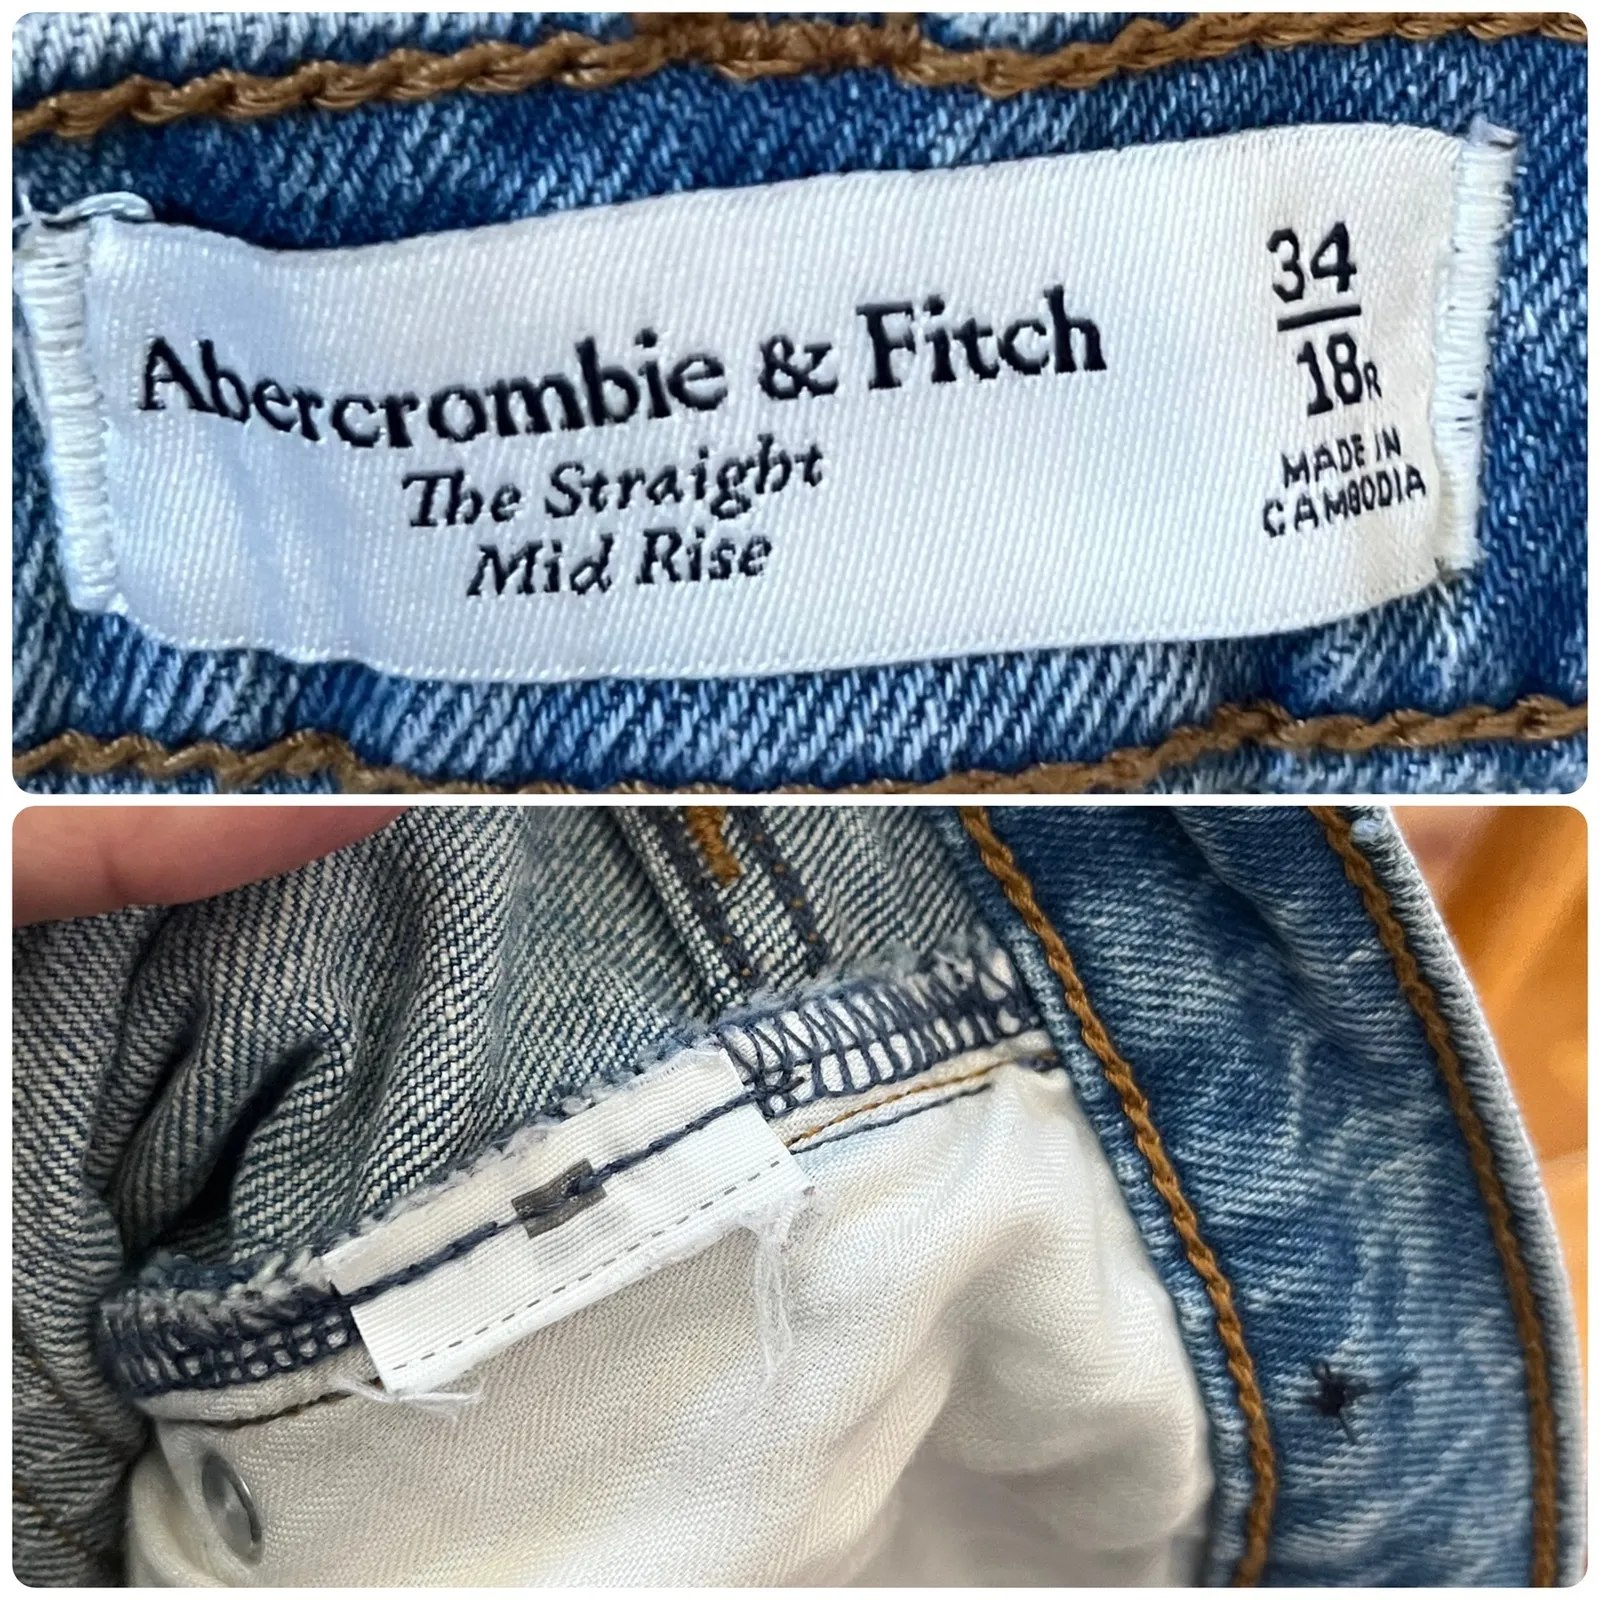 Abercrombie & Fitch
The Straight
Mid Rise
34
18R
MADE IN
CAMBODIA